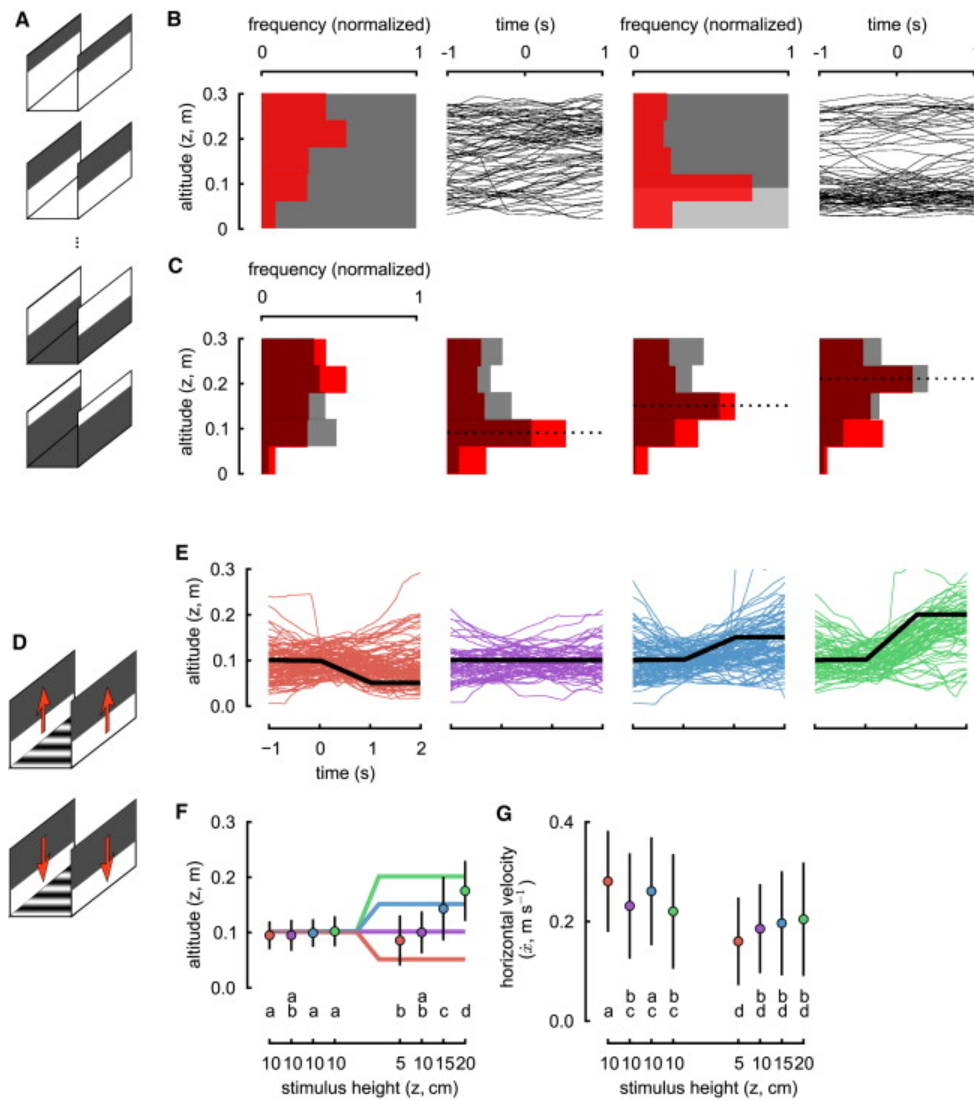 A
B
frequency (normalized)
time (s)
frequency (normalized)
time (s)
0 1
-1 0 1
0 1
-1 0 1
altitude (z, m)
0.3
0.2
0.1
0
...
C
frequency (normalized)
0 1
altitude (z, m)
0.3
0.2
0.1
0
D
E
altitude (z, m)
0.3
0.2
0.1
0.0
−1 0 1 2
time (s)
F
altitude (z, m)
0.3
0.2
0.1
0.0
a
a b a a b b c d
10 10 10 10 5 10 15 20
stimulus height (z, cm)
G
horizontal velocity
(ẋ, m s⁻¹)
0.4
0.2
0.0
b a b b b b
a c c c d d d d
10 10 10 10 5 10 15 20
stimulus height (z, cm)